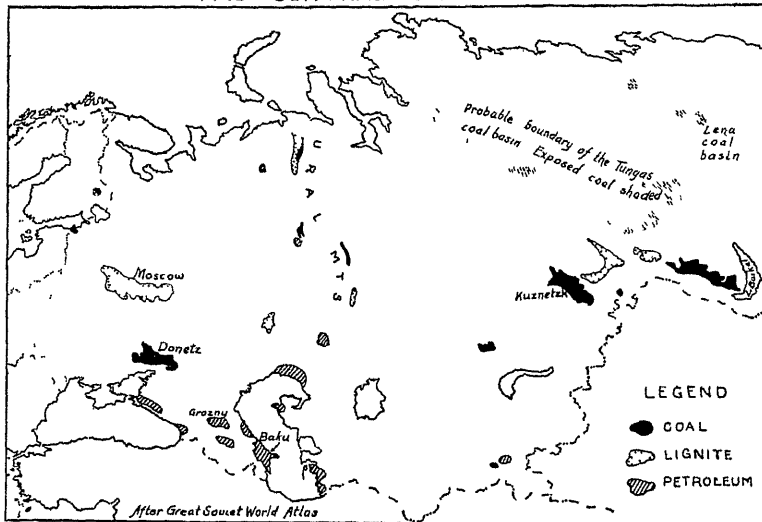 URAL MTS
Probable boundary of the Tungas
coal basin Exposed coal shaded
Lena
coal
basin
Moscow
Kuznetzk
Donetz
Grozny
Baku
LEGEND
COAL
LIGNITE
PETROLEUM
After Great Soviet World Atlas